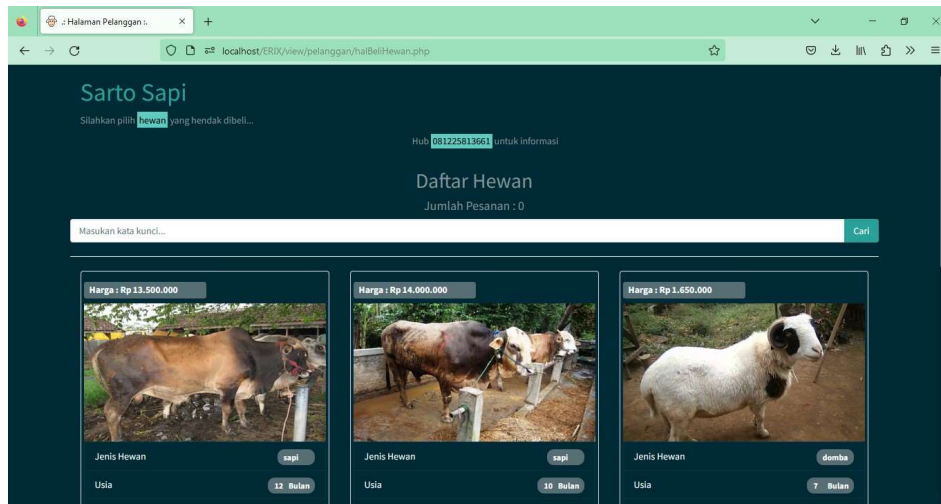 .: Halaman Pelanggan :.
localhost/ERIX/view/pelanggan/halBeliHewan.php
Sarto Sapi
Silahkan pilih hewan yang hendak dibeli...
Hub 081225813661 untuk informasi
Daftar Hewan
Jumlah Pesanan : 0
Masukan kata kunci... Cari
Harga : Rp 13.500.000 Harga : Rp 14.000.000 Harga : Rp 1.650.000
Jenis Hewan sapi Jenis Hewan sapi Jenis Hewan domba
Usia 12 Bulan Usia 10 Bulan Usia 7 Bulan